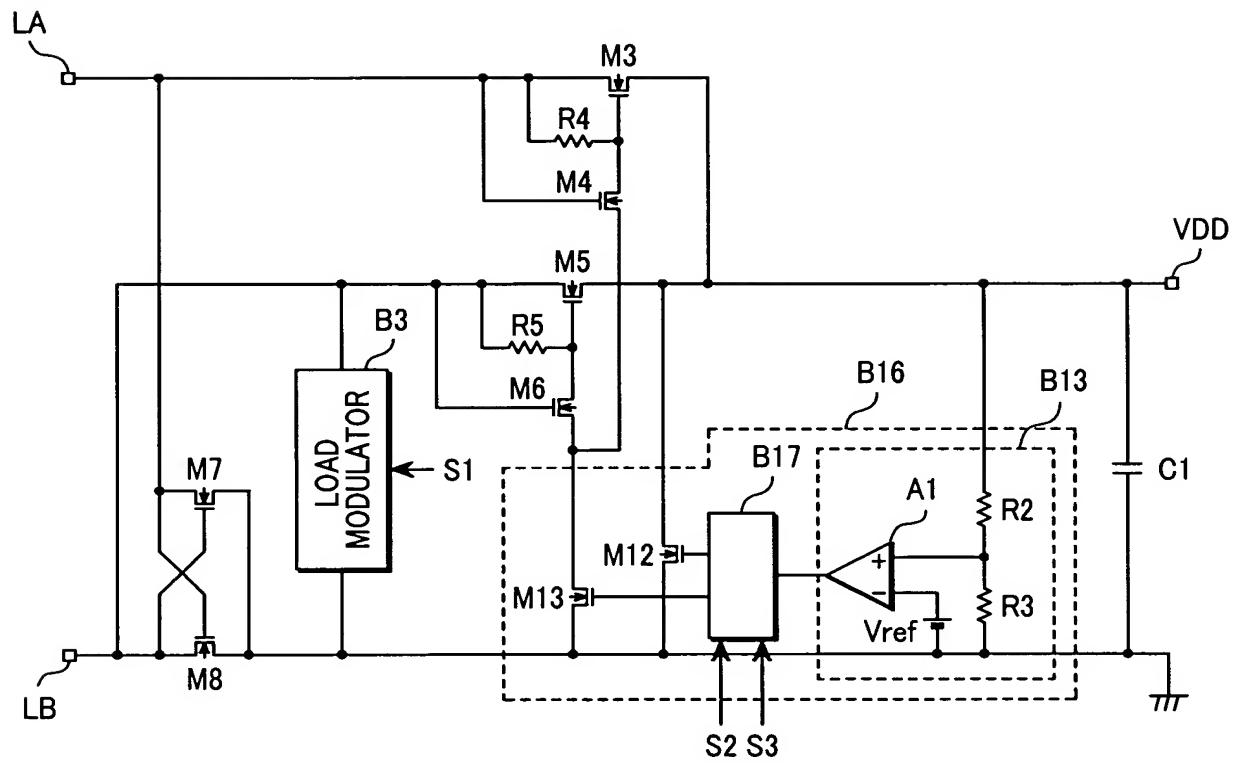 LA
M3
R4
M4
VDD
M5
B3
R5
B16
B13
M6
LOAD
MODULATOR
S1
B17
A1
C1
M7
R2
M12
+
M13
−
R3
Vref
M8
LB
S2 S3